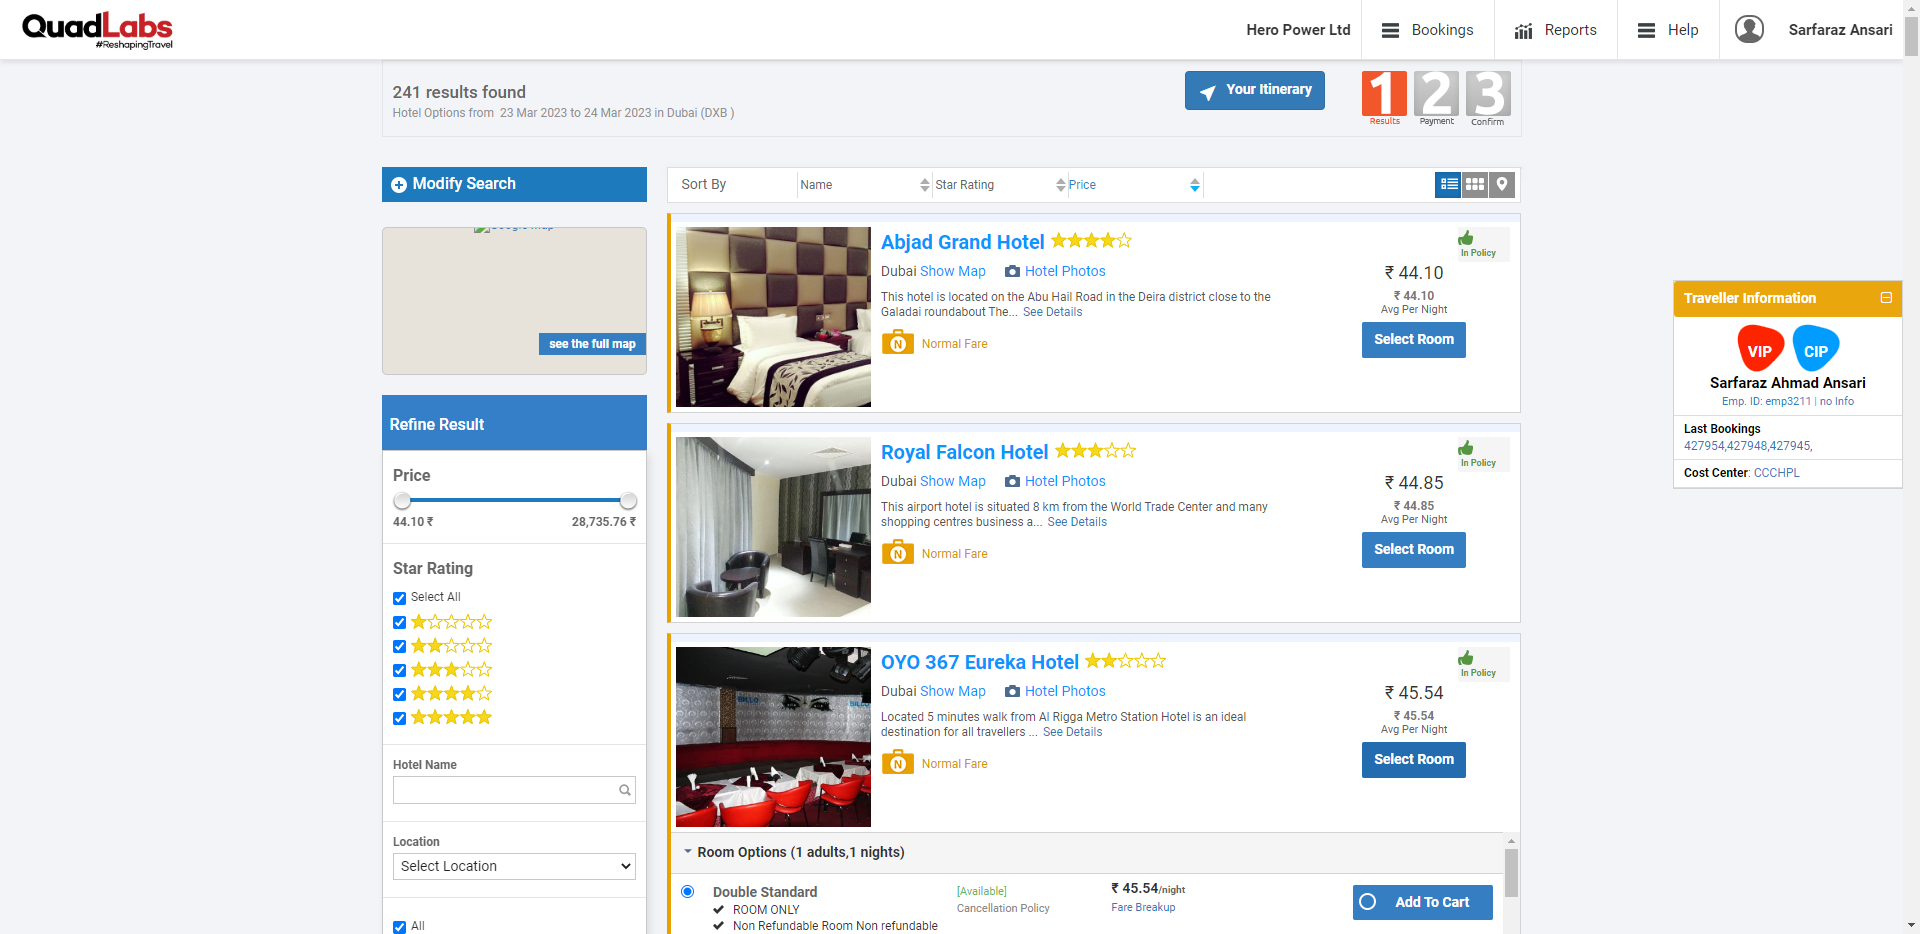 QuadLabs
#ReshapingTravel
Hero Power Ltd
Bookings
Reports
Help
Sarfaraz Ansari
241 results found
Hotel Options from 23 Mar 2023 to 24 Mar 2023 in Dubai (DXB )
Your Itinerary
1 2 3
Results Payment Confirm
Modify Search
see the full map
Refine Result
Price
44.10 ₹ 28,735.76 ₹
Star Rating
Select All
Hotel Name
Location
Select Location
All
Sort By Name Star Rating Price
Abjad Grand Hotel
In Policy
Dubai Show Map Hotel Photos
This hotel is located on the Abu Hail Road in the Deira district close to the
Galadai roundabout The... See Details
N Normal Fare
₹ 44.10
₹ 44.10
Avg Per Night
Select Room
Royal Falcon Hotel
In Policy
Dubai Show Map Hotel Photos
This airport hotel is situated 8 km from the World Trade Center and many
shopping centres business a... See Details
N Normal Fare
₹ 44.85
₹ 44.85
Avg Per Night
Select Room
OYO 367 Eureka Hotel
In Policy
Dubai Show Map Hotel Photos
Located 5 minutes walk from Al Rigga Metro Station Hotel is an ideal
destination for all travellers ... See Details
N Normal Fare
₹ 45.54
₹ 45.54
Avg Per Night
Select Room
Room Options (1 adults,1 nights)
Double Standard
ROOM ONLY
Non Refundable Room Non refundable
[Available]
Cancellation Policy
₹ 45.54/night
Fare Breakup
Add To Cart
Traveller Information
VIP CIP
Sarfaraz Ahmad Ansari
Emp. ID: emp3211 | no Info
Last Bookings
427954,427948,427945,
Cost Center: CCCHPL